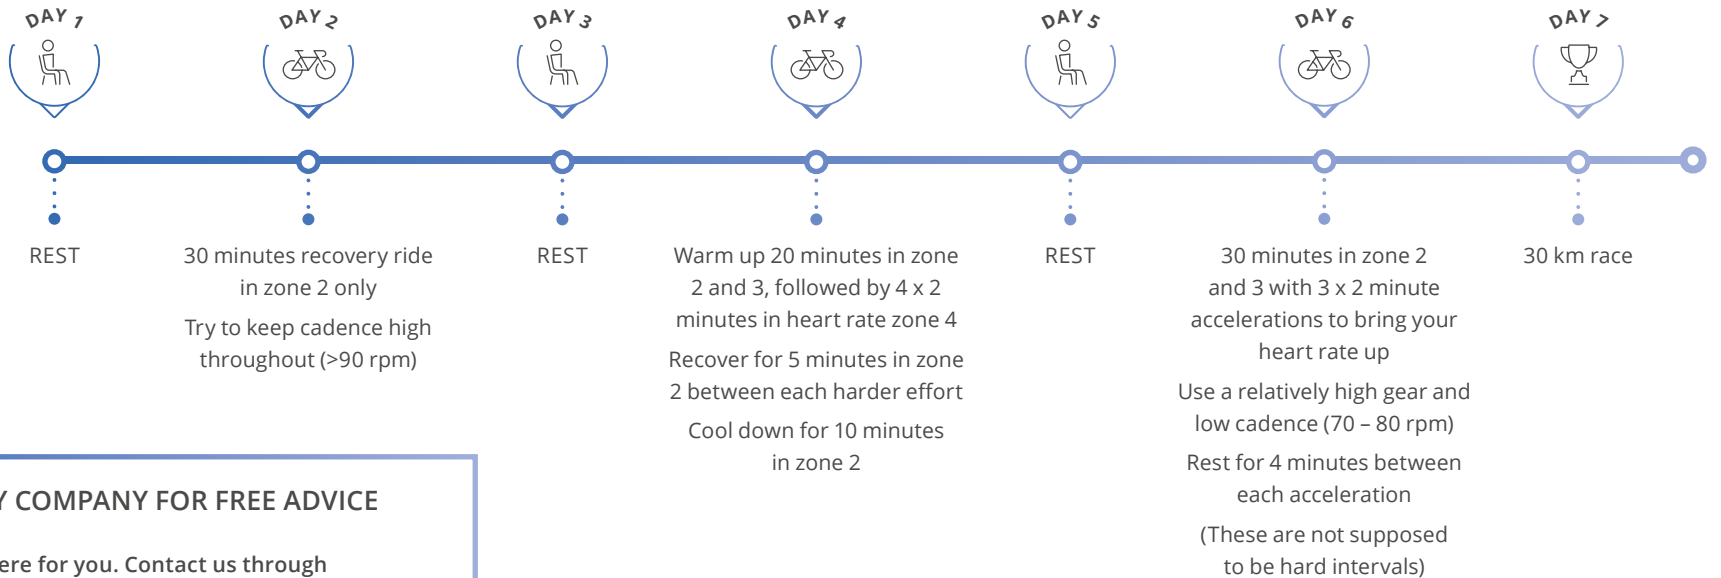 DAY 1
DAY 2
DAY 3
DAY 4
DAY 5
DAY 6
DAY 7
REST
30 minutes recovery ride
in zone 2 only
Try to keep cadence high
throughout (>90 rpm)
REST
Warm up 20 minutes in zone
2 and 3, followed by 4 x 2
minutes in heart rate zone 4
Recover for 5 minutes in zone
2 between each harder effort
Cool down for 10 minutes
in zone 2
REST
30 minutes in zone 2
and 3 with 3 x 2 minute
accelerations to bring your
heart rate up
Use a relatively high gear and
low cadence (70 – 80 rpm)
Rest for 4 minutes between
each acceleration
(These are not supposed
to be hard intervals)
30 km race
Y COMPANY FOR FREE ADVICE
ere for you. Contact us through